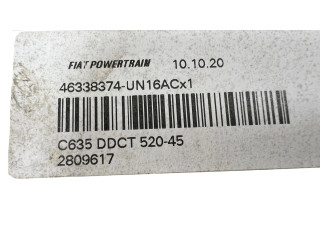 FIAT POWERTRAIN 10.10.20
46338374-UN16ACx1
C635 DDCT 520-45
2809617